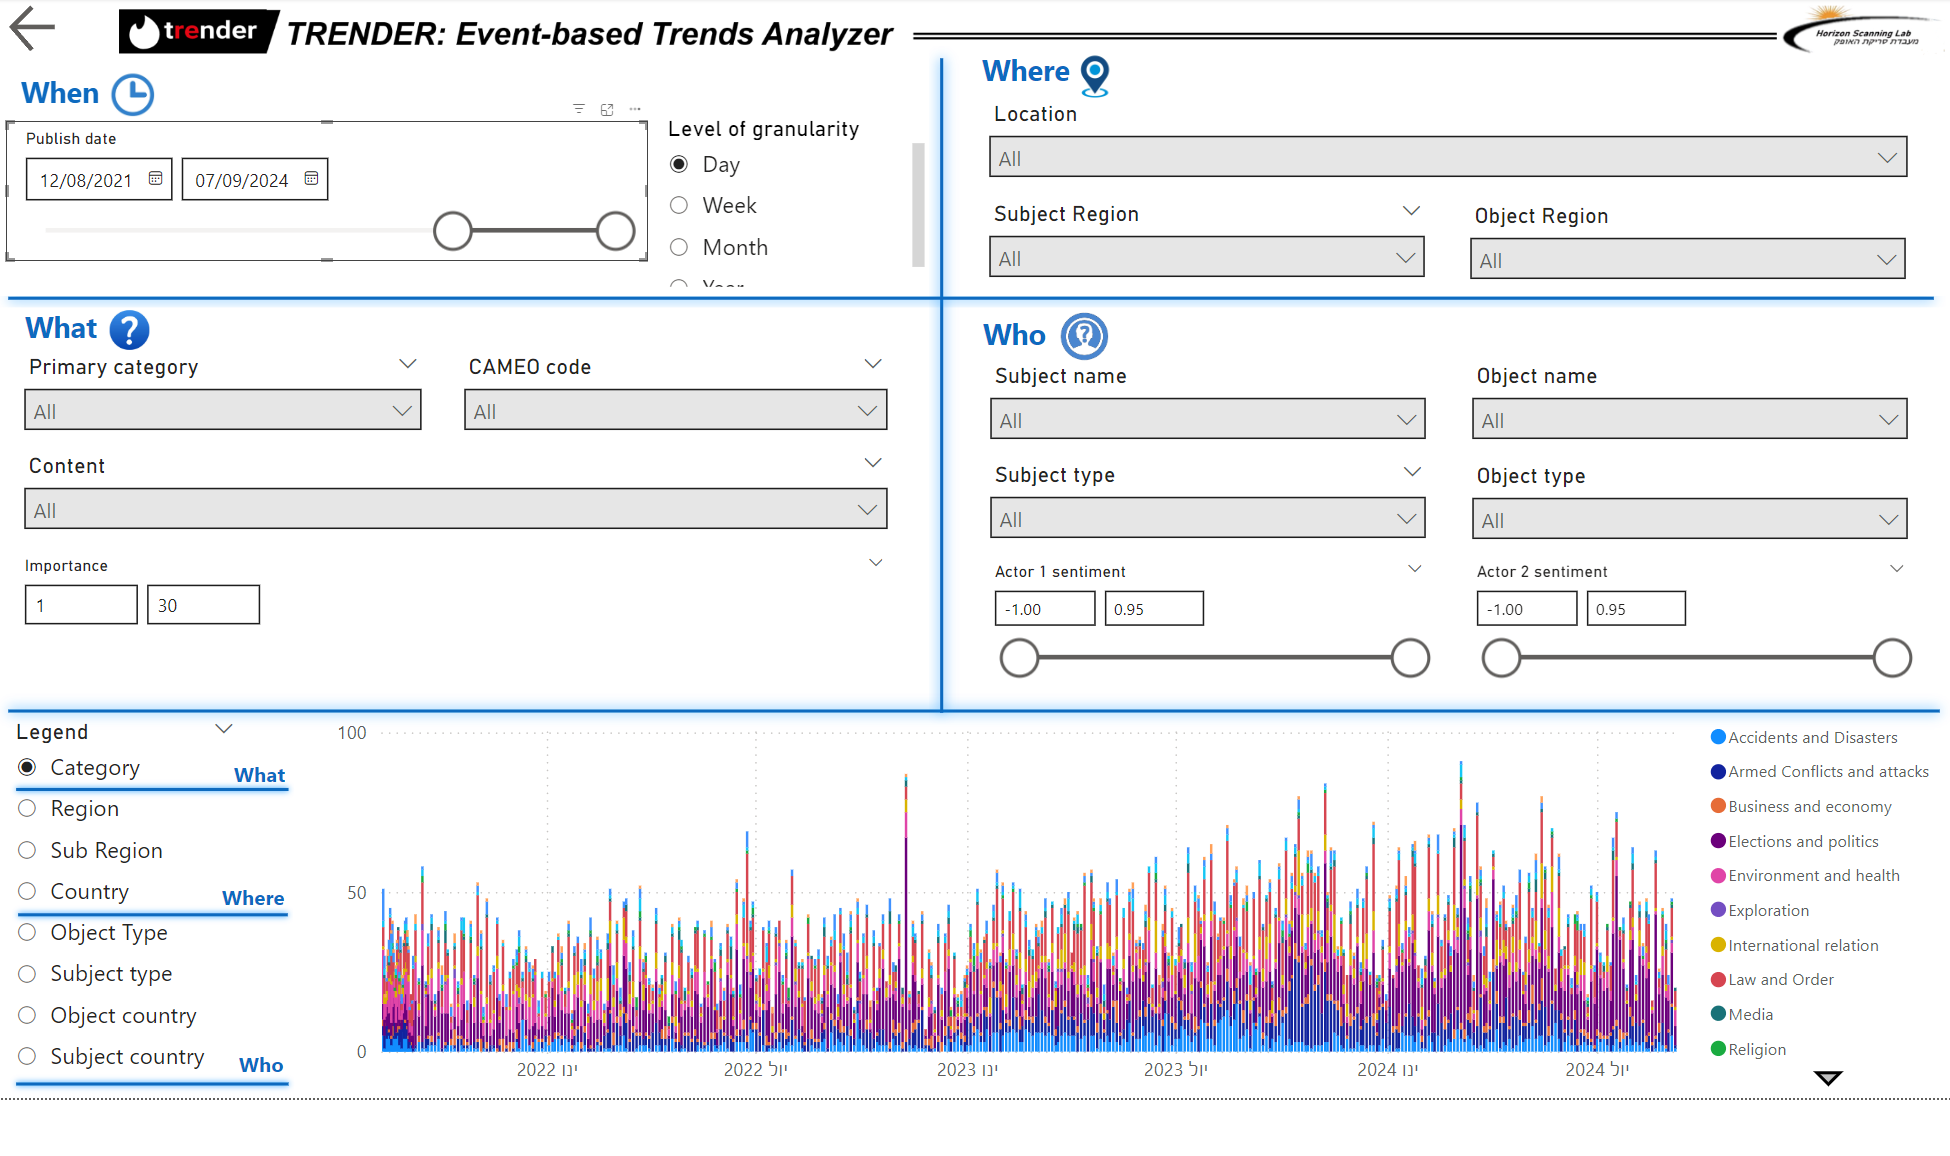 trender
TRENDER: Event-based Trends Analyzer
Horizon Scanning Lab
מעבדת סריקת האופק
When
Publish date
12/08/2021
07/09/2024
Level of granularity
Day
Week
Month
Year
Where
Location
All
Subject Region
Object Region
All
All
What
Primary category
CAMEO code
All
All
Content
All
Importance
1
30
Who
Subject name
Object name
All
All
Subject type
Object type
All
All
Actor 1 sentiment
Actor 2 sentiment
-1.00
0.95
-1.00
0.95
Legend
Category
What
Region
Sub Region
Country
Where
Object Type
Subject type
Object country
Subject country
Who
100
50
0
ינו 2022
יול 2022
ינו 2023
יול 2023
ינו 2024
יול 2024
Accidents and Disasters
Armed Conflicts and attacks
Business and economy
Elections and politics
Environment and health
Exploration
International relation
Law and Order
Media
Religion